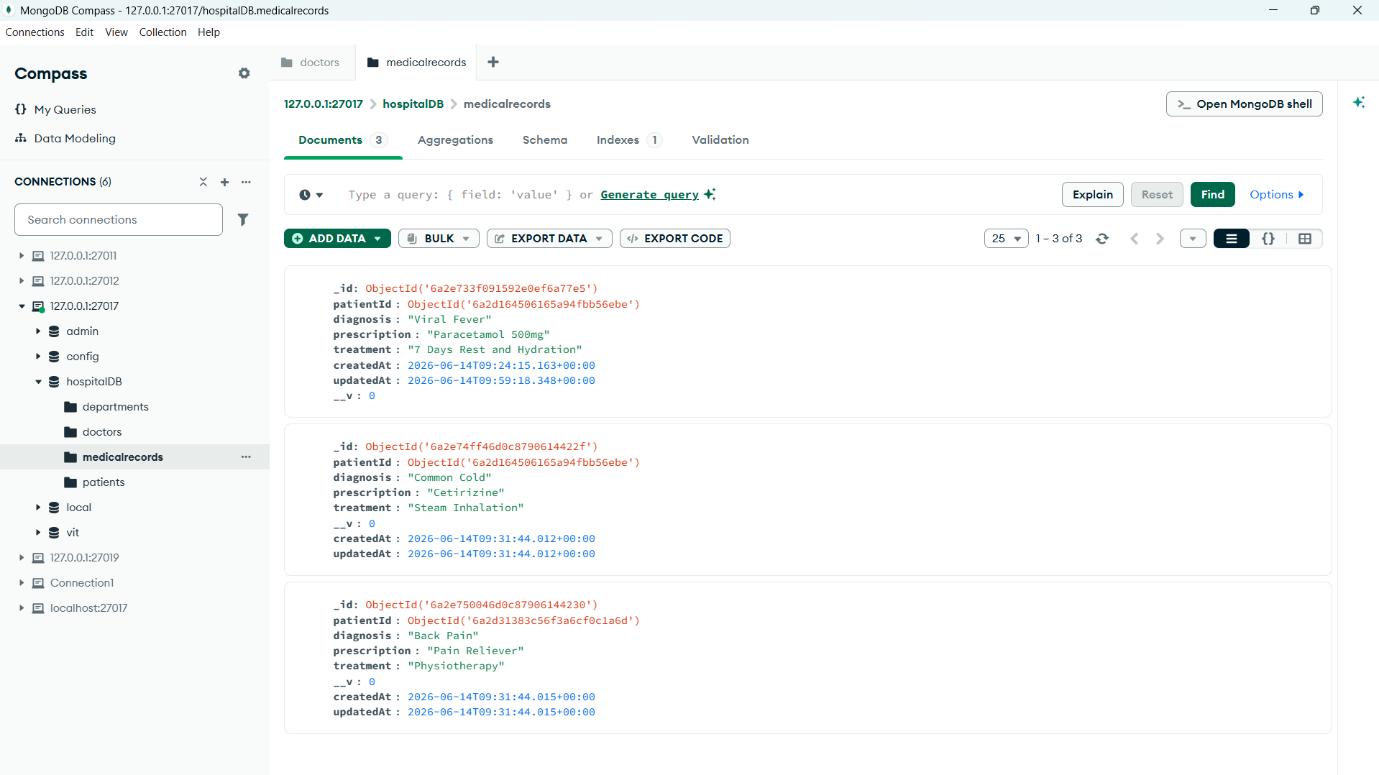 MongoDB Compass - 127.0.0.1:27017/hospitalDB.medicalrecords
Connections Edit View Collection Help
Compass
My Queries
Data Modeling
CONNECTIONS (6)
Search connections
127.0.0.1:27011
127.0.0.1:27012
127.0.0.1:27017
admin
config
hospitalDB
departments
doctors
medicalrecords
patients
local
vit
127.0.0.1:27019
Connection1
localhost:27017
doctors medicalrecords
127.0.0.1:27017 > hospitalDB > medicalrecords
>_ Open MongoDB shell
Documents 3 Aggregations Schema Indexes 1 Validation
Type a query: { field: 'value' } or Generate query
Explain Reset Find Options
ADD DATA BULK EXPORT DATA EXPORT CODE
25 1 – 3 of 3
_id: ObjectId('6a2e733f091592e0ef6a77e5')
patientId : ObjectId('6a2d164506165a94fbb56ebe')
diagnosis : "Viral Fever"
prescription : "Paracetamol 500mg"
treatment : "7 Days Rest and Hydration"
createdAt : 2026-06-14T09:24:15.163+00:00
updatedAt : 2026-06-14T09:59:18.348+00:00
__v : 0
_id: ObjectId('6a2e74ff46d0c8790614422f')
patientId : ObjectId('6a2d164506165a94fbb56ebe')
diagnosis : "Common Cold"
prescription : "Cetirizine"
treatment : "Steam Inhalation"
__v : 0
createdAt : 2026-06-14T09:31:44.012+00:00
updatedAt : 2026-06-14T09:31:44.012+00:00
_id: ObjectId('6a2e750046d0c87906144230')
patientId : ObjectId('6a2d31383c56f3a6cf0c1a6d')
diagnosis : "Back Pain"
prescription : "Pain Reliever"
treatment : "Physiotherapy"
__v : 0
createdAt : 2026-06-14T09:31:44.015+00:00
updatedAt : 2026-06-14T09:31:44.015+00:00